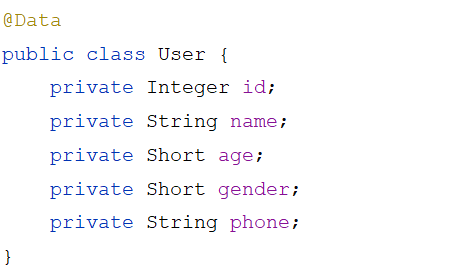 @Data
public class User {
    private Integer id;
    private String name;
    private Short age;
    private Short gender;
    private String phone;
}